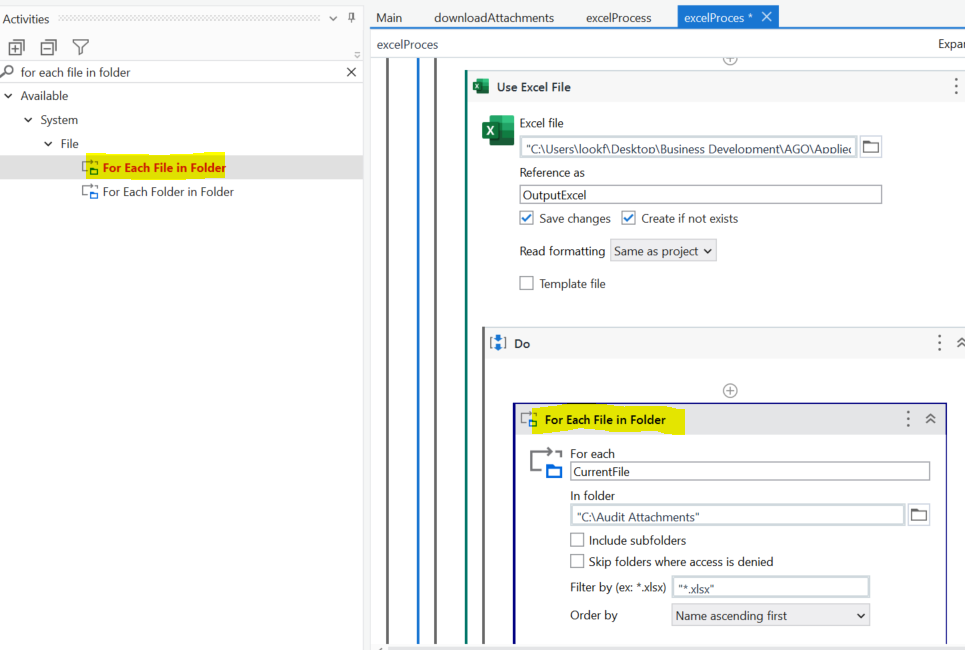 Activities
for each file in folder
Available
System
File
For Each File in Folder
For Each Folder in Folder
Main downloadAttachments excelProcess excelProces *
excelProces Expan
Use Excel File
Excel file
"C:\Users\lookf\Desktop\Business Development\AGO\Applied
Reference as
OutputExcel
Save changes Create if not exists
Read formatting Same as project
Template file
Do
For Each File in Folder
For each
CurrentFile
In folder
"C:\Audit Attachments"
Include subfolders
Skip folders where access is denied
Filter by (ex: *.xlsx) "*.xlsx"
Order by Name ascending first